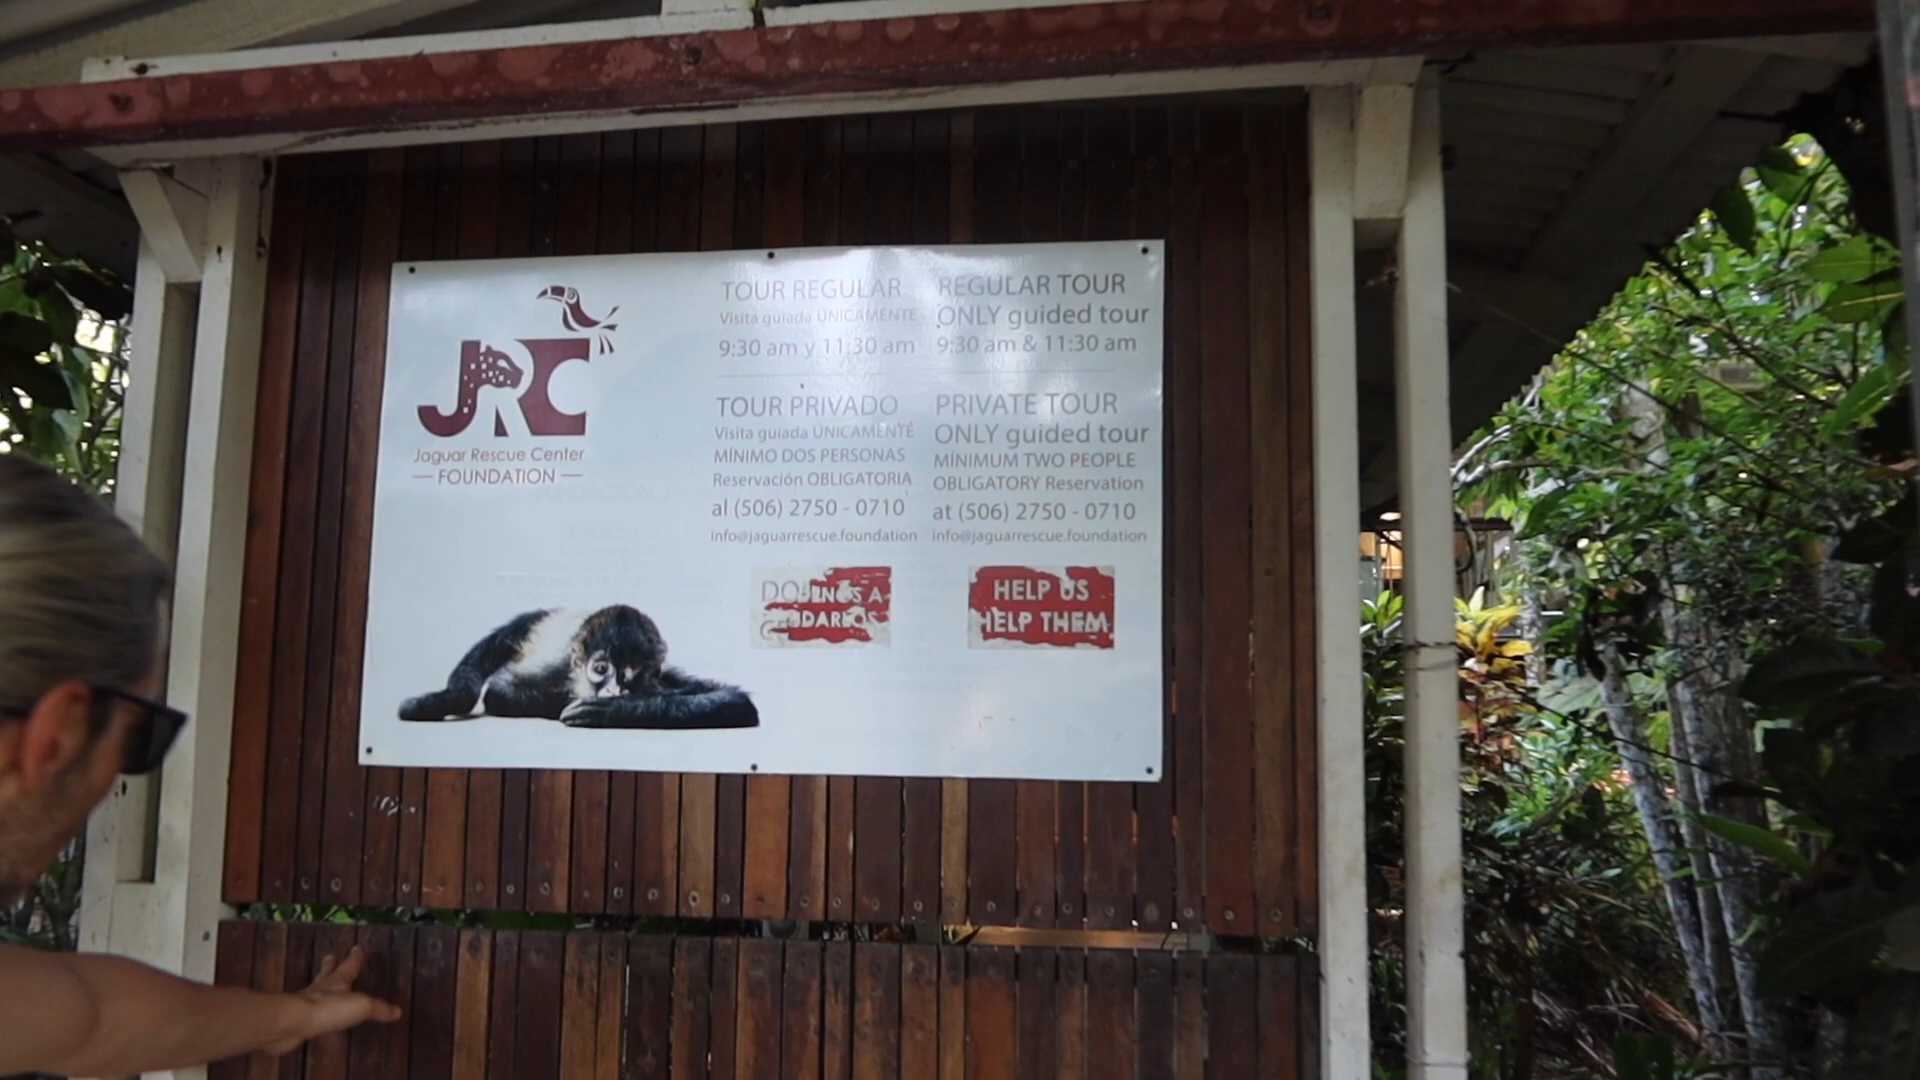 JRC
Jaguar Rescue Center
— FOUNDATION —
TOUR REGULAR
Visita guiada ÚNICAMENTE
9:30 am y 11:30 am
TOUR PRIVADO
Visita guiada ÚNICAMENTE
MÍNIMO DOS PERSONAS
Reservación OBLIGATORIA
al (506) 2750 - 0710
info@jaguarrescue.foundation
REGULAR TOUR
ONLY guided tour
9:30 am & 11:30 am
PRIVATE TOUR
ONLY guided tour
MÍNIMUM TWO PEOPLE
OBLIGATORY Reservation
at (506) 2750 - 0710
info@jaguarrescue.foundation
HELP US
HELP THEM